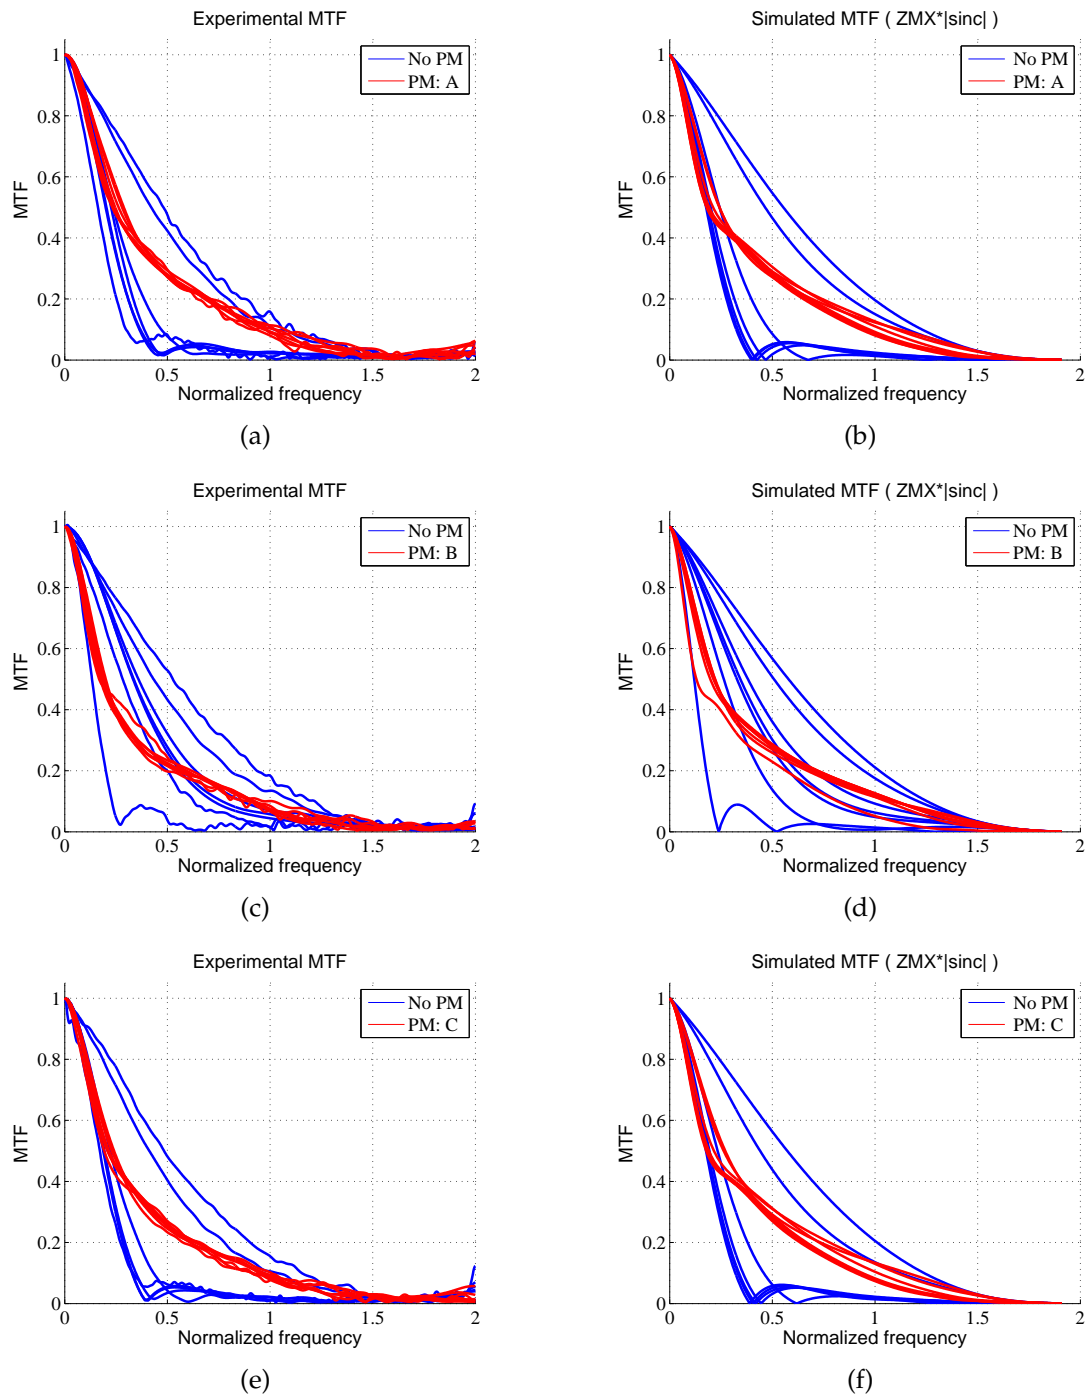 Experimental MTF
Simulated MTF ( ZMX*|sinc| )
1
0.8
0.6
0.4
0.2
0
MTF
No PM
PM: A
0 0.5 1 1.5 2
Normalized frequency
(a)
1
0.8
0.6
0.4
0.2
0
MTF
No PM
PM: A
0 0.5 1 1.5 2
Normalized frequency
(b)
Experimental MTF
1
0.8
0.6
0.4
0.2
0
MTF
No PM
PM: B
0 0.5 1 1.5 2
Normalized frequency
(c)
Simulated MTF ( ZMX*|sinc| )
1
0.8
0.6
0.4
0.2
0
MTF
No PM
PM: B
0 0.5 1 1.5 2
Normalized frequency
(d)
Experimental MTF
1
0.8
0.6
0.4
0.2
0
MTF
No PM
PM: C
0 0.5 1 1.5 2
Normalized frequency
(e)
Simulated MTF ( ZMX*|sinc| )
1
0.8
0.6
0.4
0.2
0
MTF
No PM
PM: C
0 0.5 1 1.5 2
Normalized frequency
(f)